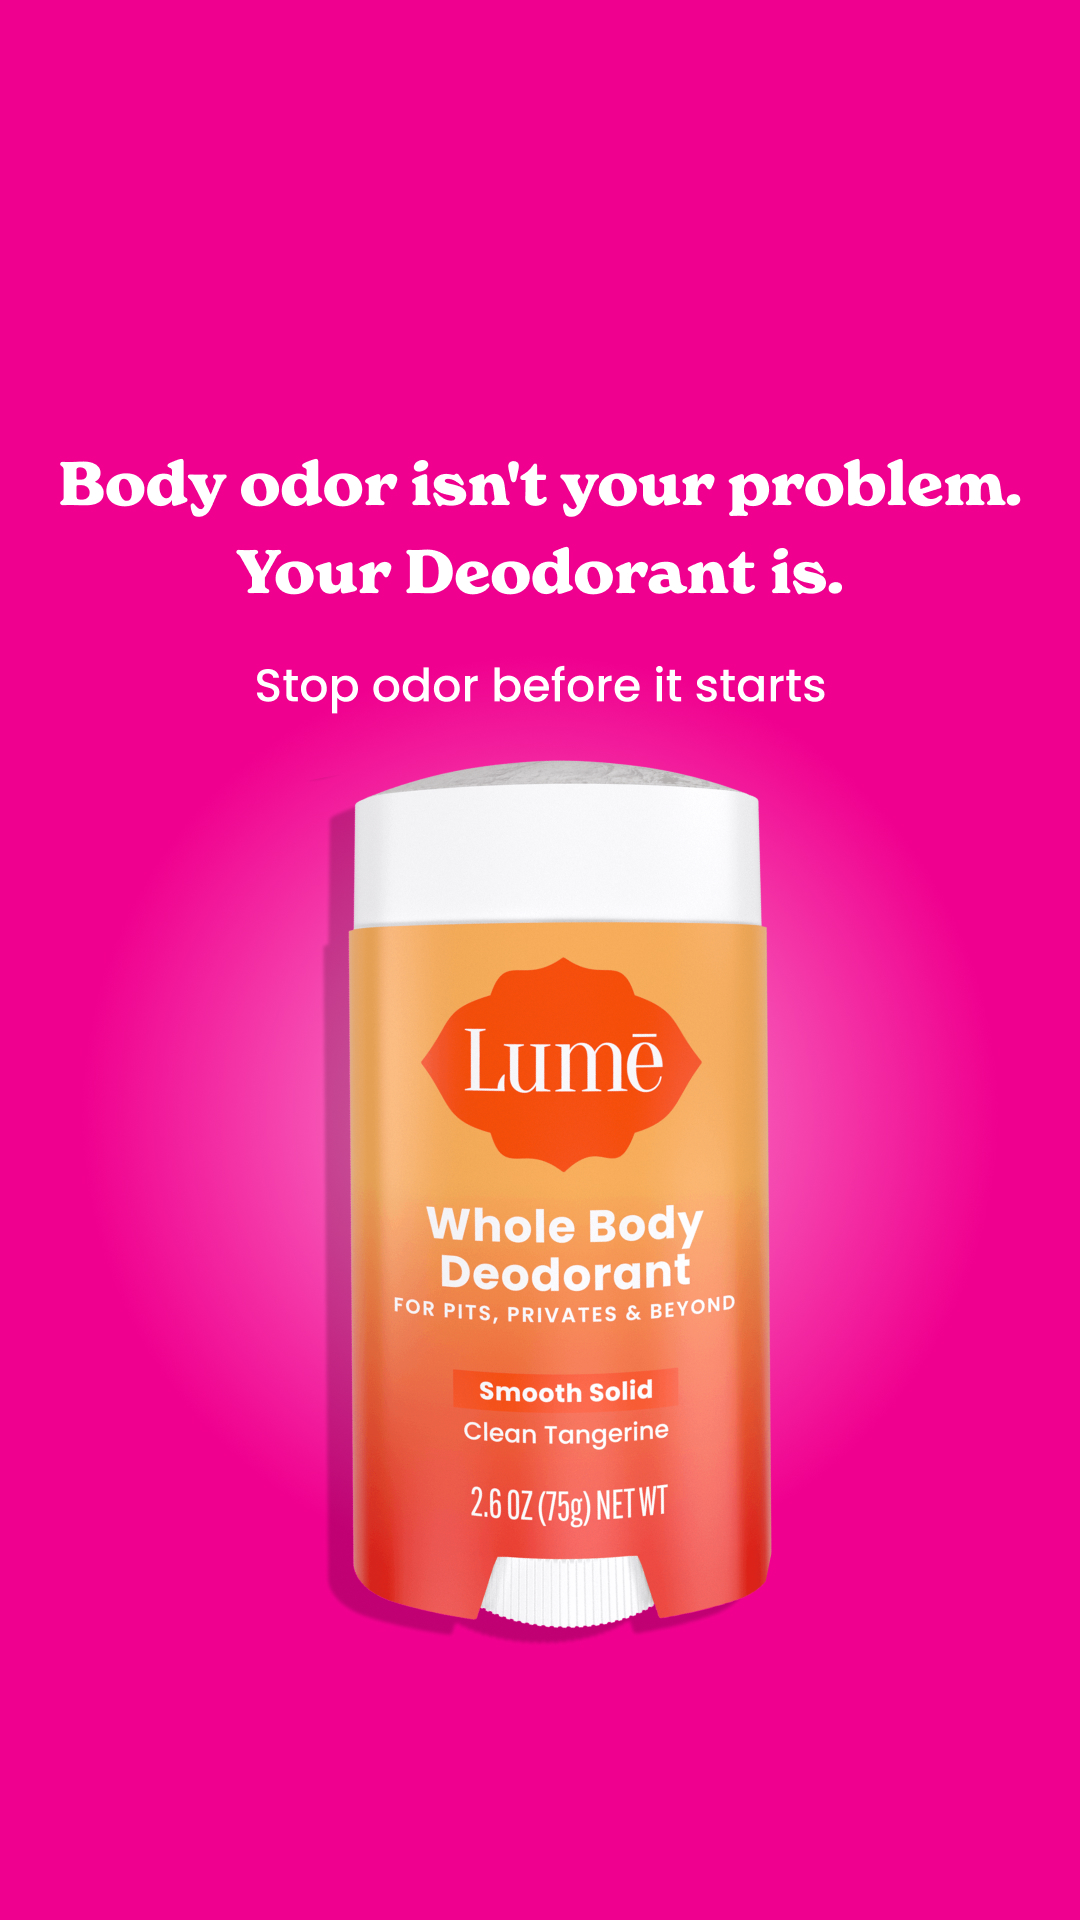 Body odor isn't your problem.
Your Deodorant is.
Stop odor before it starts
Lumē
Whole Body
Deodorant
FOR PITS, PRIVATES & BEYOND
Smooth Solid
Clean Tangerine
2.6 OZ (75g) NET WT